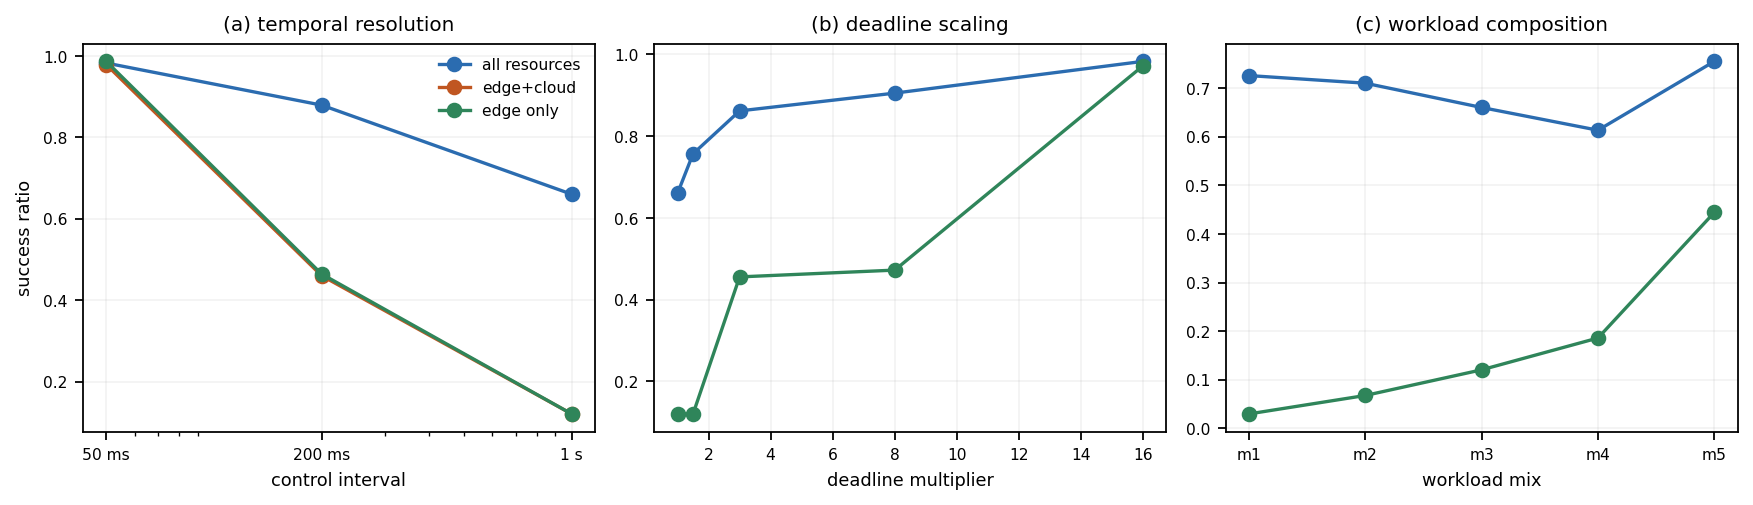 (a) temporal resolution
success ratio
1.0
0.8
0.6
0.4
0.2
all resources
edge+cloud
edge only
50 ms
200 ms
1 s
control interval
(b) deadline scaling
1.0
0.8
0.6
0.4
0.2
2
4
6
8
10
12
14
16
deadline multiplier
(c) workload composition
0.7
0.6
0.5
0.4
0.3
0.2
0.1
0.0
m1
m2
m3
m4
m5
workload mix